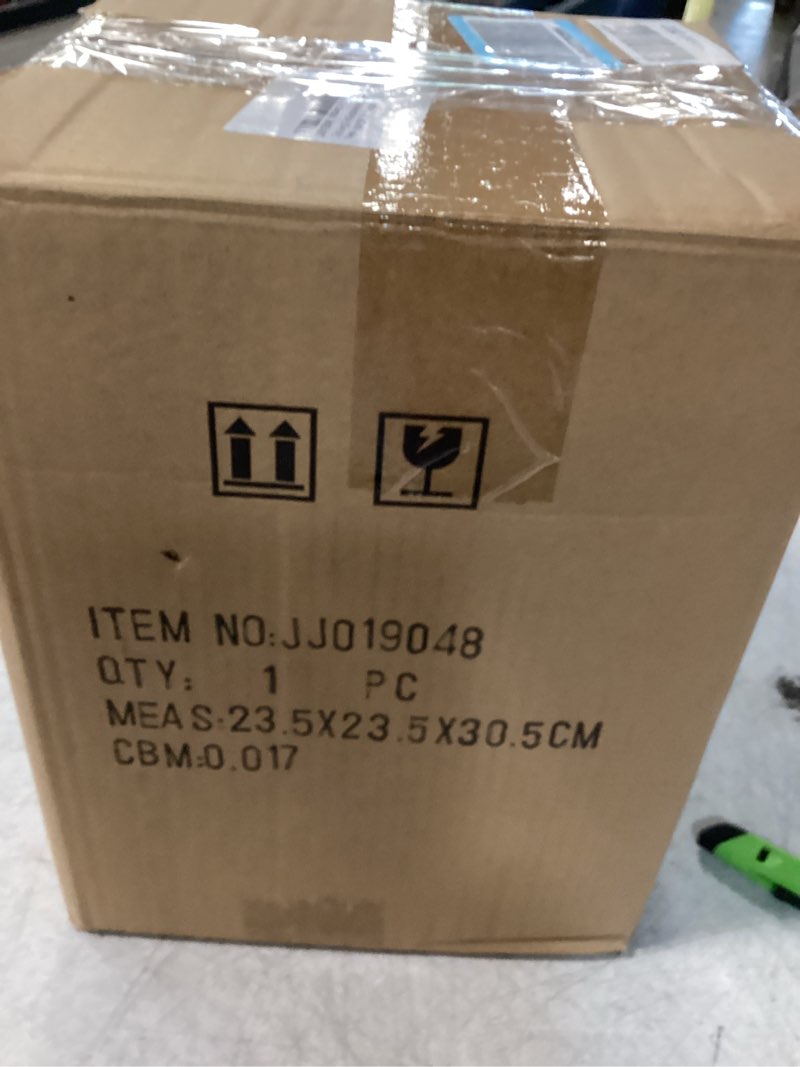 ITEM NO:JJ019048
QTY: 1 PC
MEAS:23.5X23.5X30.5CM
CBM:0.017